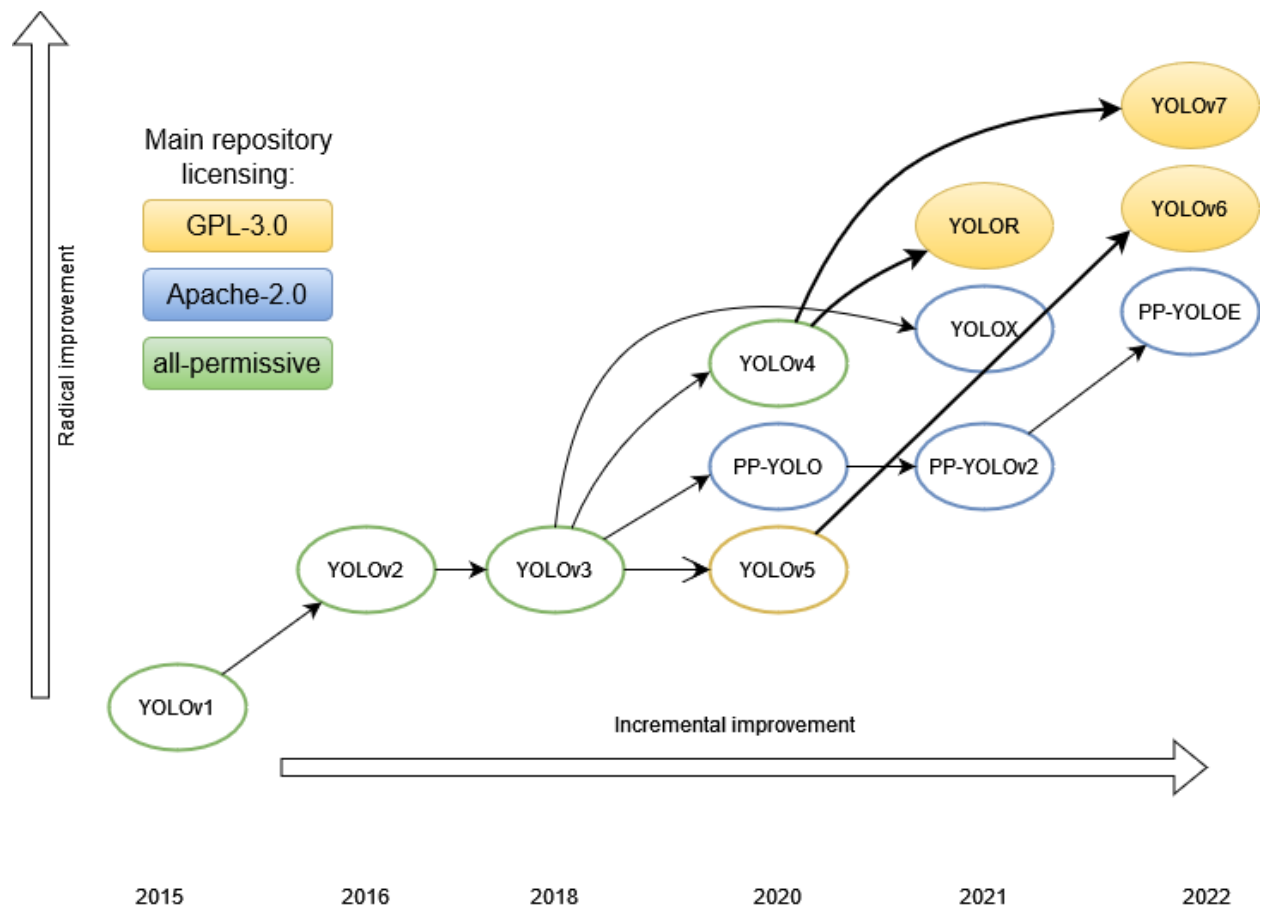 Main repository
licensing:
GPL-3.0
Apache-2.0
all-permissive
Radical improvement
YOLOv7
YOLOv6
YOLOR
PP-YOLOE
YOLOX
YOLOv4
PP-YOLO
PP-YOLOv2
YOLOv2
YOLOv3
YOLOv5
YOLOv1
Incremental improvement
2015
2016
2018
2020
2021
2022